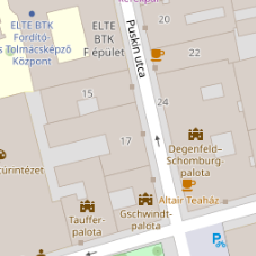 ELTE BTK
Fordító-
Tolmácsképző
Központ
ELTE
BTK
F épület
Puskin utca
22
15
24
17
Degenfeld–
Schomburg-
palota
Altair Teaház
Gschwindt-
palota
Tauffer-
palota